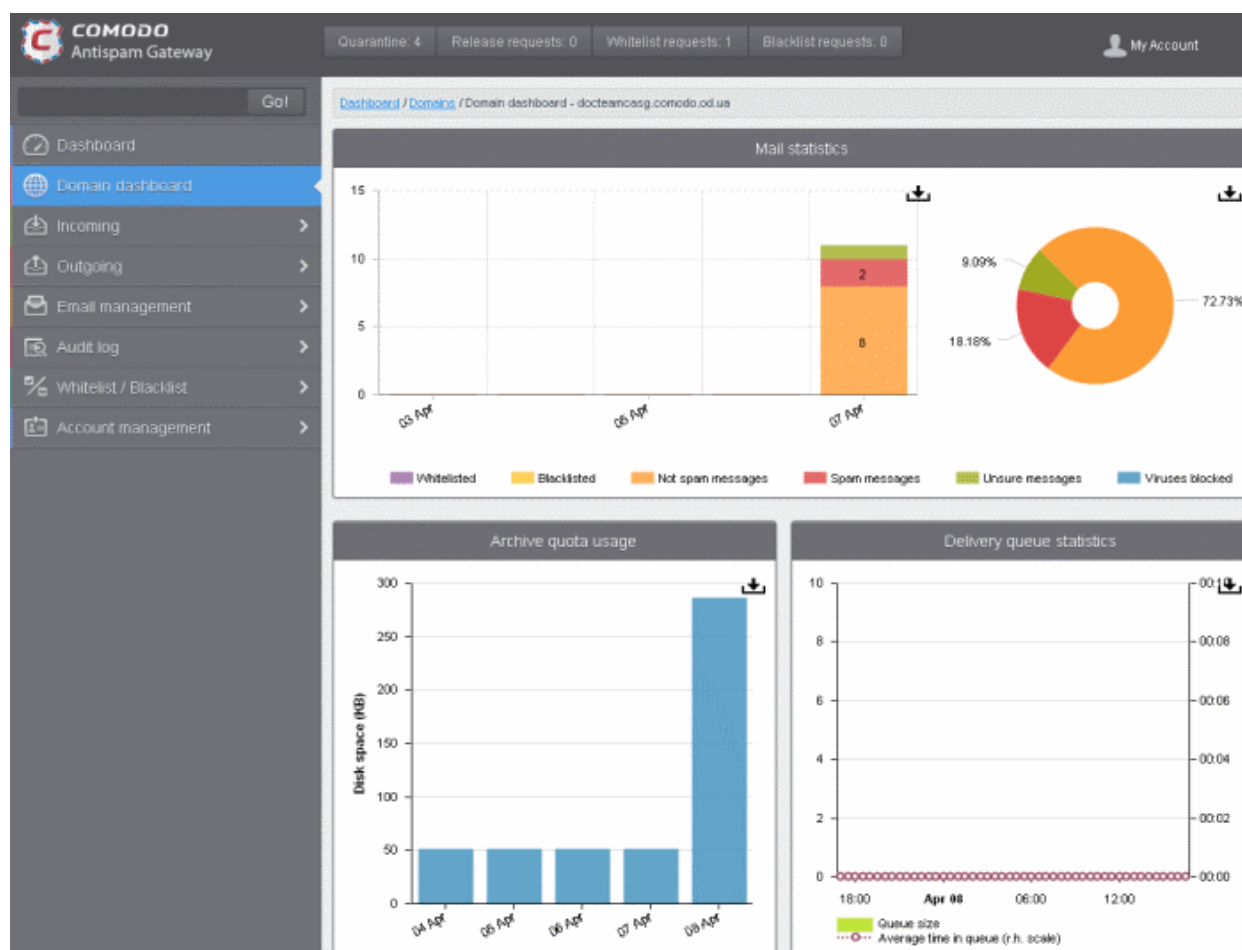 COMODO
Antispam Gateway
Quarantine: 4 Release requests: 0 Whitelist requests: 1 Blacklist requests: 0
My Account
Go!
Dashboard
Domain dashboard
Incoming
Outgoing
Email management
Audit log
Whitelist / Blacklist
Account management
Dashboard / Domains / Domain dashboard - docteamcasg.comodo.od.ua
Mail statistics
15
10
5
0
2
8
03 Apr 05 Apr 07 Apr
9.09%
72.73%
18.18%
Whitelisted Blacklisted Not spam messages Spam messages Unsure messages Viruses blocked
Archive quota usage
Disk space (KB)
300
250
200
150
100
50
0
04 Apr 05 Apr 06 Apr 07 Apr 08 Apr
Delivery queue statistics
10
8 00:08
6 00:06
4 00:04
2 00:02
0 00:00
18:00 Apr 08 06:00 12:00
Queue size
Average time in queue (r.h. scale)